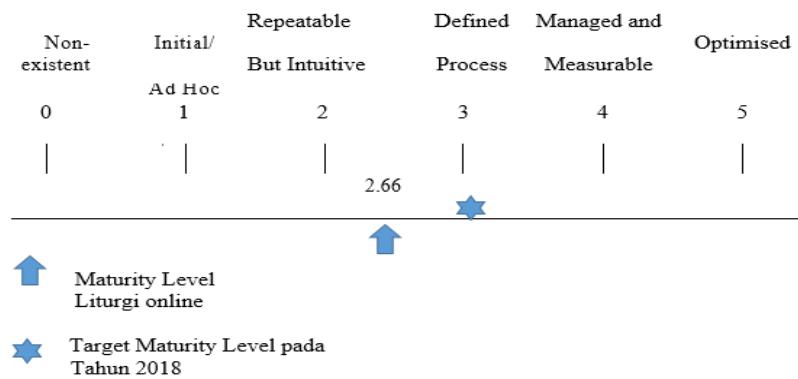 Non-existent
Initial/
Ad Hoc
Repeatable
But Intuitive
Defined
Process
Managed and
Measurable
Optimised
0 1 2 3 4 5
2.66
Maturity Level
Liturgi online
Target Maturity Level pada
Tahun 2018